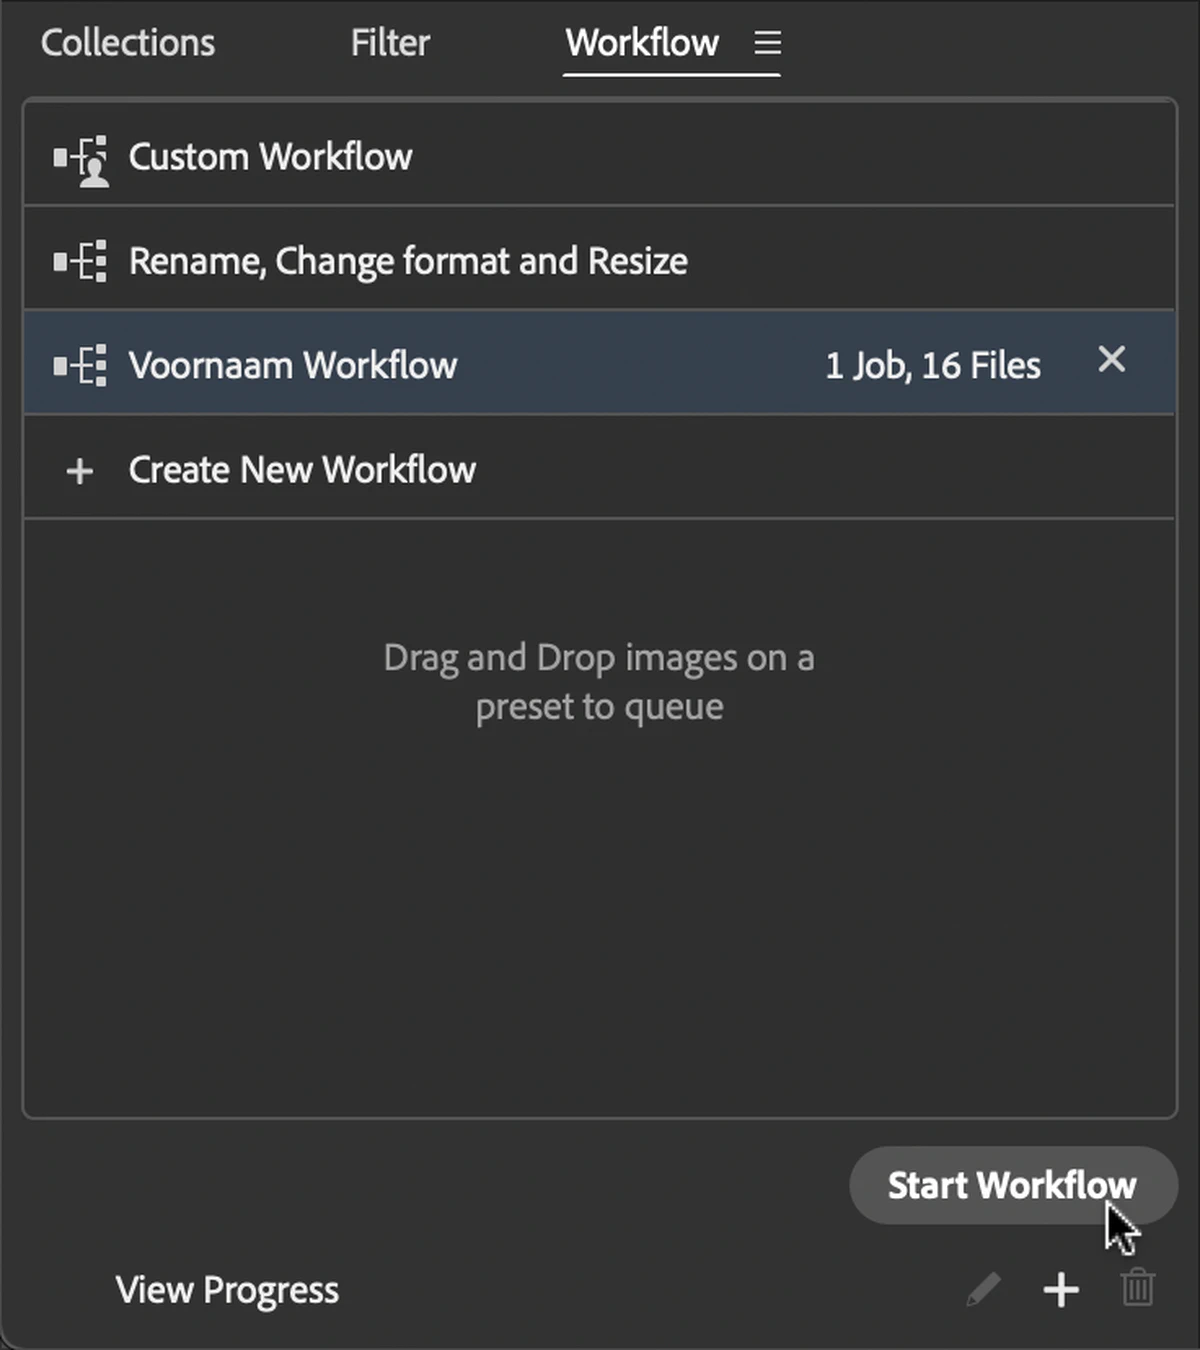 Collections Filter Workflow
Custom Workflow
Rename, Change format and Resize
Voornaam Workflow 1 Job, 16 Files
Create New Workflow
Drag and Drop images on a
preset to queue
Start Workflow
View Progress